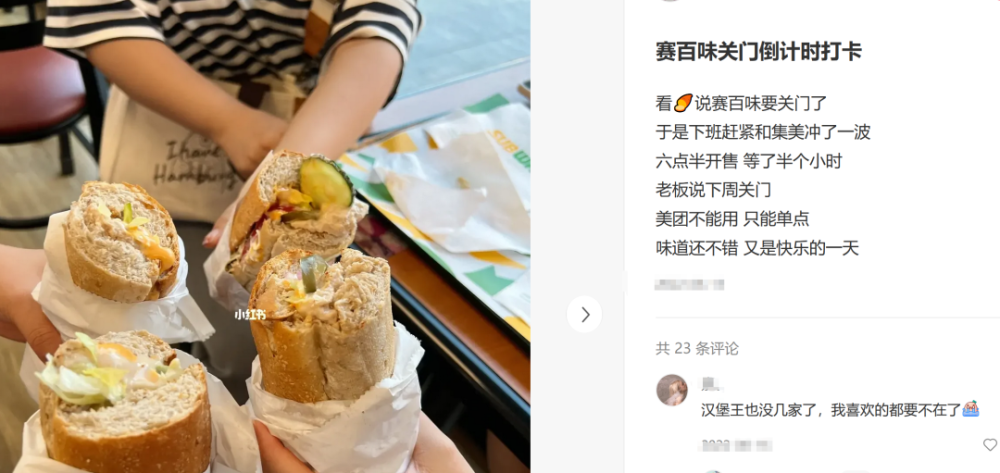 赛百味关门倒计时打卡
看说赛百味要关门了
于是下班赶紧和集美冲了一波
六点半开售 等了半个小时
老板说下周关门
美团不能用 只能单点
味道还不错 又是快乐的一天
共 23 条评论
汉堡王也没几家了，我喜欢的都要不在了
I have
Hamburg
SUBWAY
小红书